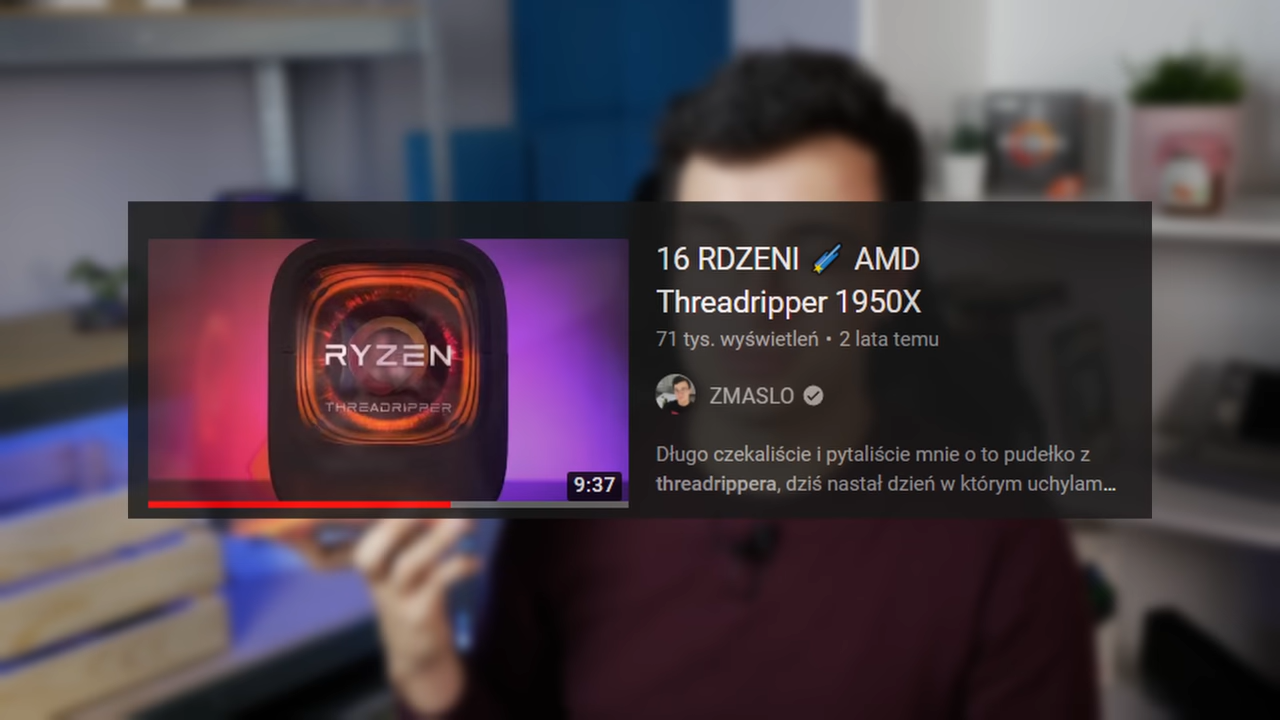 RYZEN
THREADRIPPER
9:37
16 RDZENI ☄️ AMD
Threadripper 1950X
71 tys. wyświetleń • 2 lata temu
ZMASLO
Długo czekaliście i pytaliście mnie o to pudełko z
threadrippera, dziś nastał dzień w którym uchylam...